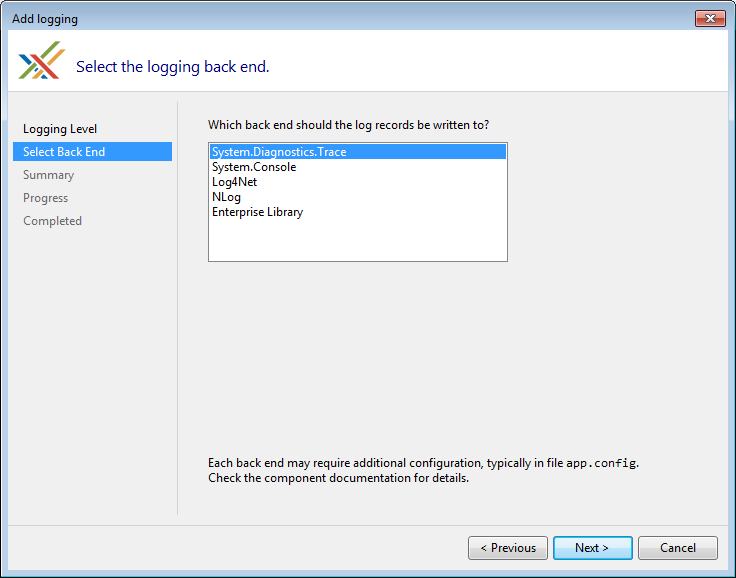 Add logging
Select the logging back end.
Logging Level
Select Back End
Summary
Progress
Completed
Which back end should the log records be written to?
System.Diagnostics.Trace
System.Console
Log4Net
NLog
Enterprise Library
Each back end may require additional configuration, typically in file app.config.
Check the component documentation for details.
< Previous
Next >
Cancel